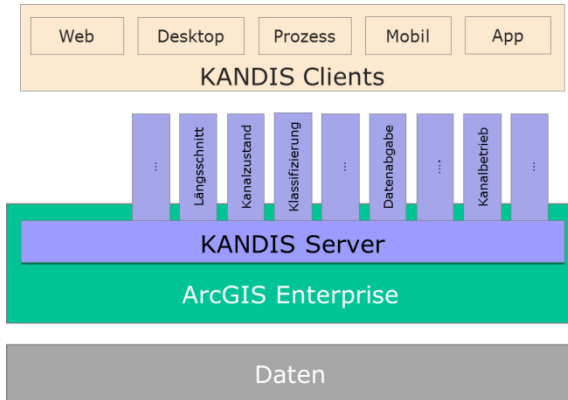 Web
Desktop
Prozess
Mobil
App
KANDIS Clients
...
Längsschnitt
Kanalzustand
Klassifizierung
...
Datenabgabe
....
Kanalbetrieb
...
KANDIS Server
ArcGIS Enterprise
Daten